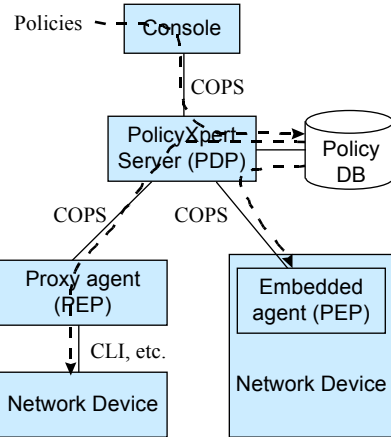 Policies
Console
COPS
PolicyXpert
Server (PDP)
Policy
DB
COPS
COPS
Proxy agent
(PEP)
Embedded
agent (PEP)
CLI, etc.
Network Device
Network Device